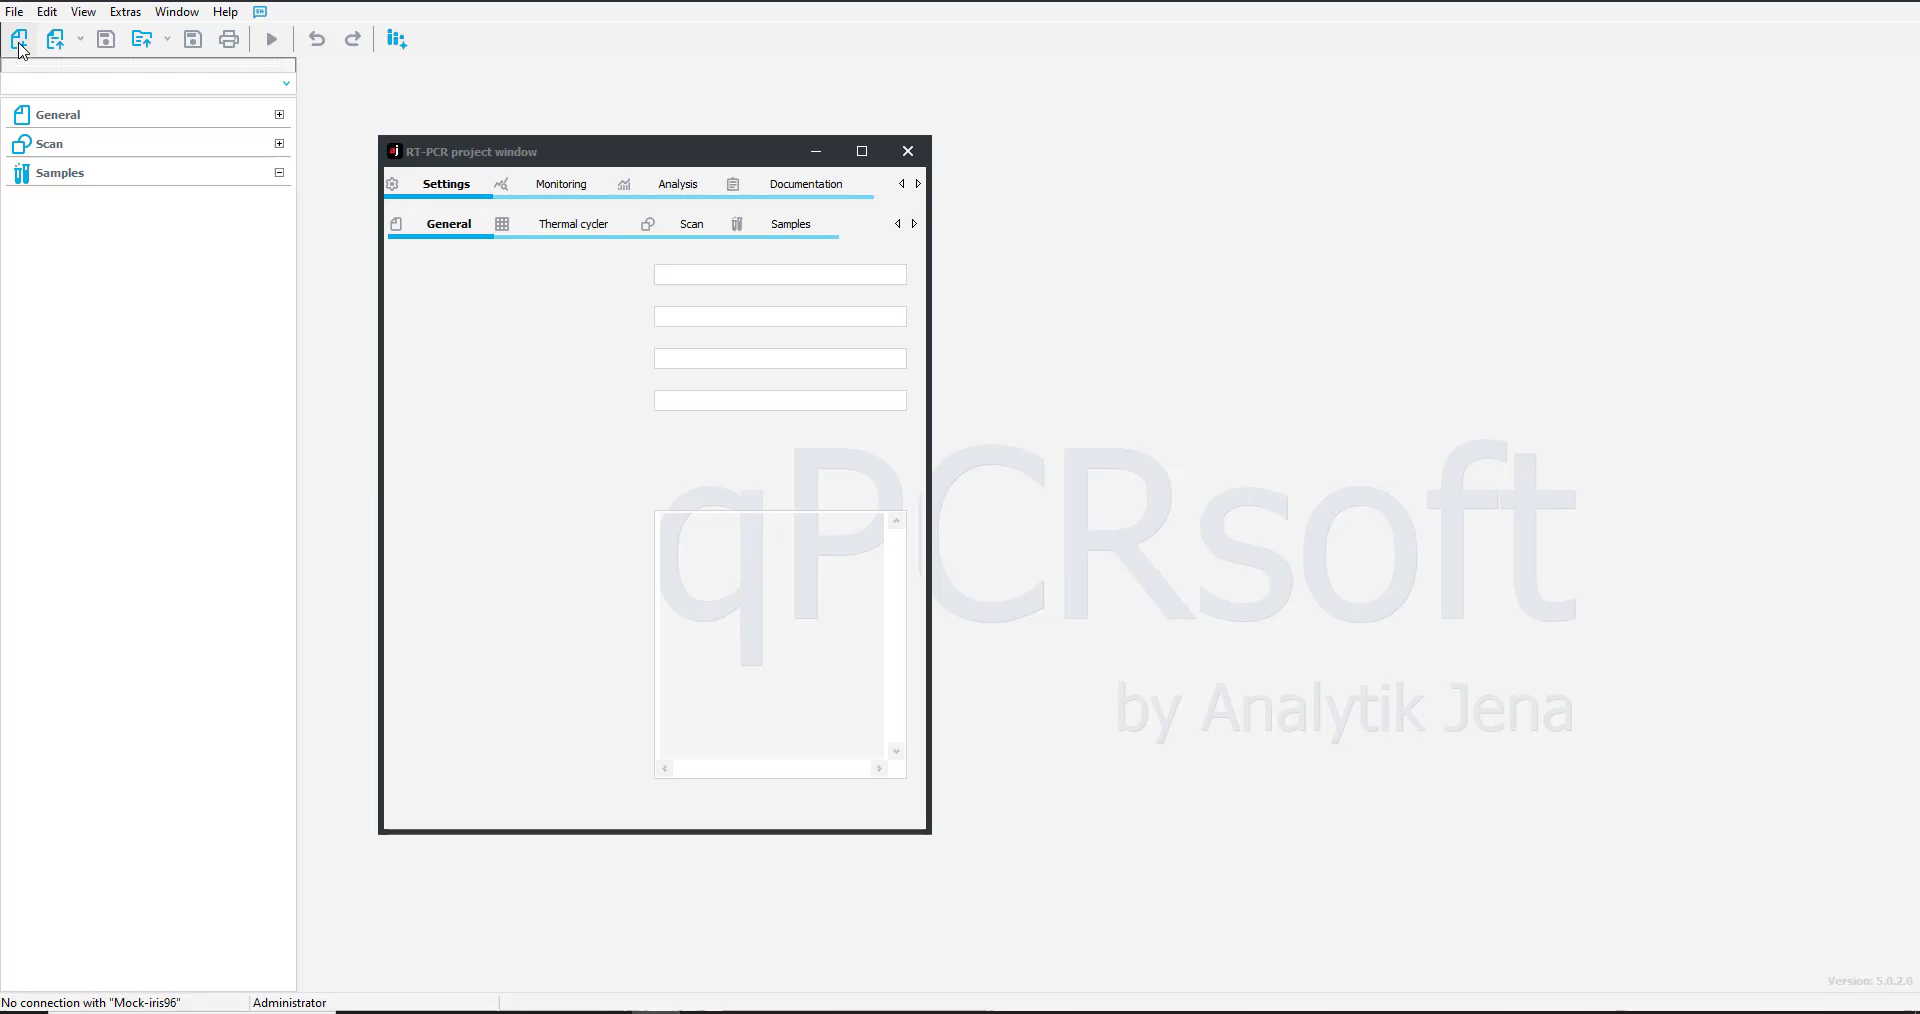 File Edit View Extras Window Help EN
General
Scan
Samples
RT-PCR project window
Settings Monitoring Analysis Documentation
General Thermal cycler Scan Samples
qPCRsoft
by Analytik Jena
Version: 5.0.2.0
No connection with "Mock-iris96" Administrator